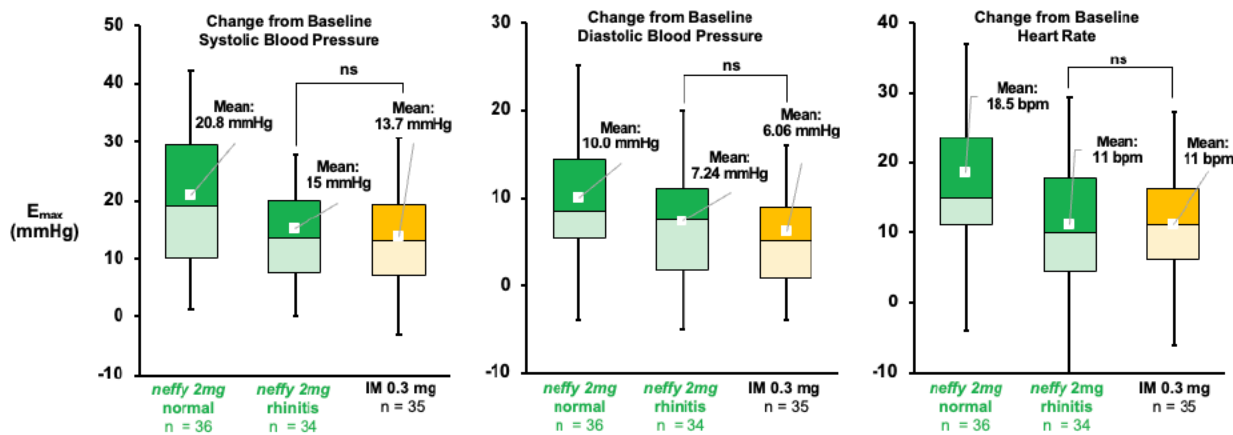 Change from Baseline
Systolic Blood Pressure
50
40
30
20
10
0
-10
E max
(mmHg)
ns
Mean:
20.8 mmHg
Mean:
15 mmHg
Mean:
13.7 mmHg
neffy 2mg
normal
n = 36
neffy 2mg
rhinitis
n = 34
IM 0.3 mg
n = 35
Change from Baseline
Diastolic Blood Pressure
30
20
10
0
-10
ns
Mean:
10.0 mmHg
Mean:
7.24 mmHg
Mean:
6.06 mmHg
neffy 2mg
normal
n = 36
neffy 2mg
rhinitis
n = 34
IM 0.3 mg
n = 35
Change from Baseline
Heart Rate
40
30
20
10
0
-10
ns
Mean:
18.5 bpm
Mean:
11 bpm
Mean:
11 bpm
neffy 2mg
normal
n = 36
neffy 2mg
rhinitis
n = 34
IM 0.3 mg
n = 35